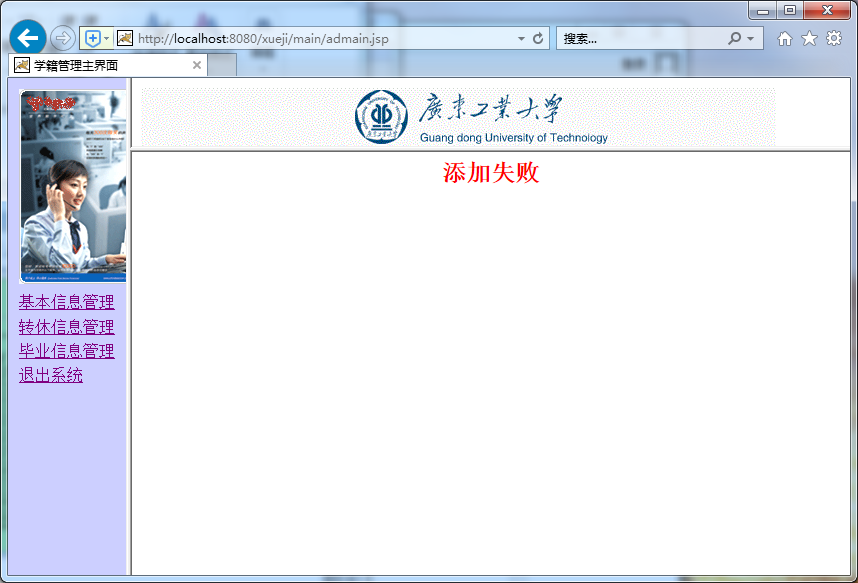 http://localhost:8080/xueji/main/admain.jsp
搜索...
学籍管理主界面
廣東工業大學
Guang dong University of Technology
添加失败
基本信息管理
转休信息管理
毕业信息管理
退出系统